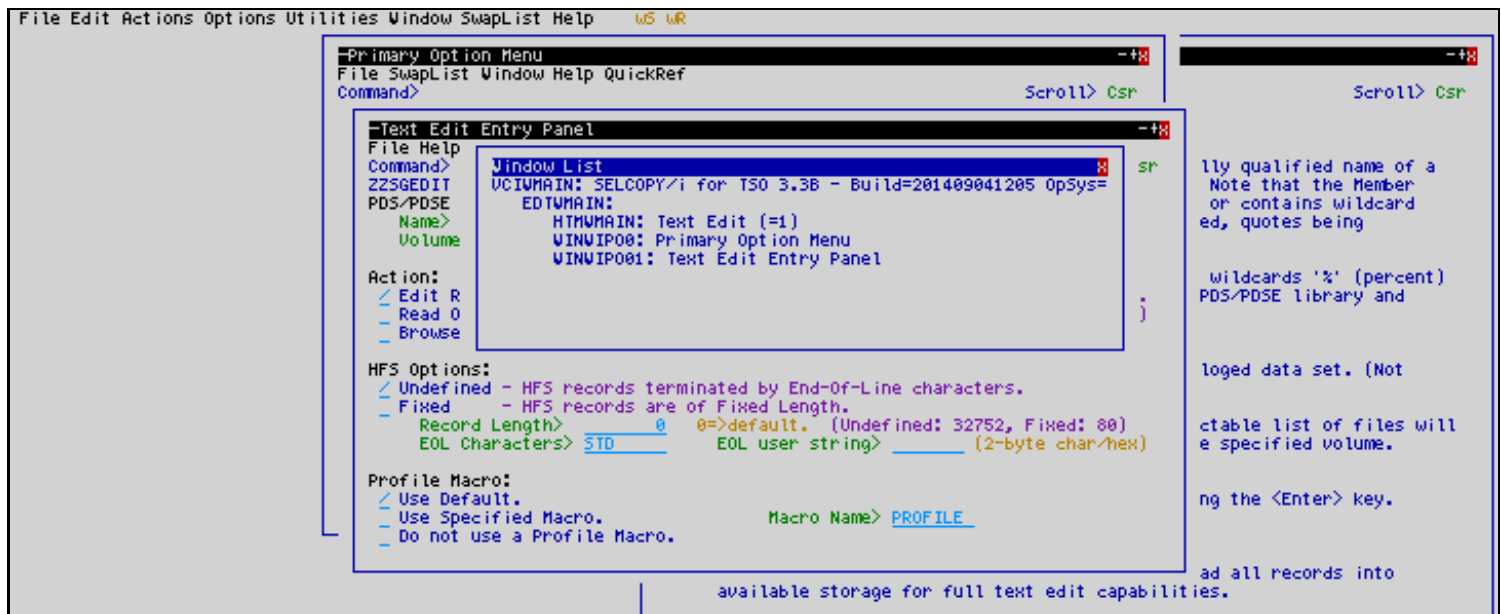 File Edit Actions Options Utilities Window SwapList Help WS WR
Primary Option Menu -+x -+x
File SwapList Window Help QuickRef
Command> Scroll> Csr Scroll> Csr
Text Edit Entry Panel -+x
File Help
Command> Window List x sr lly qualified name of a
ZZSGEDIT VCIWMAIN: SELCOPY/i for TSO 3.3B - Build=201409041205 OpSys= Note that the Member
PDS/PDSE EDTWMAIN: or contains wildcard
Name> HTMWMAIN: Text Edit (=1) ed, quotes being
Volume WINWIPO0: Primary Option Menu
WINWIPO01: Text Edit Entry Panel
Action: wildcards '%' (percent)
/ Edit R . PDS/PDSE library and
_ Read O )
_ Browse
HFS Options: loged data set. (Not
/ Undefined - HFS records terminated by End-Of-Line characters.
_ Fixed - HFS records are of Fixed Length.
Record Length> 0 0=>default. (Undefined: 32752, Fixed: 80) ctable list of files will
EOL Characters> STD EOL user string> (2-byte char/hex) e specified volume.
Profile Macro:
/ Use Default. ng the <Enter> key.
_ Use Specified Macro. Macro Name> PROFILE
_ Do not use a Profile Macro.
ad all records into
available storage for full text edit capabilities.